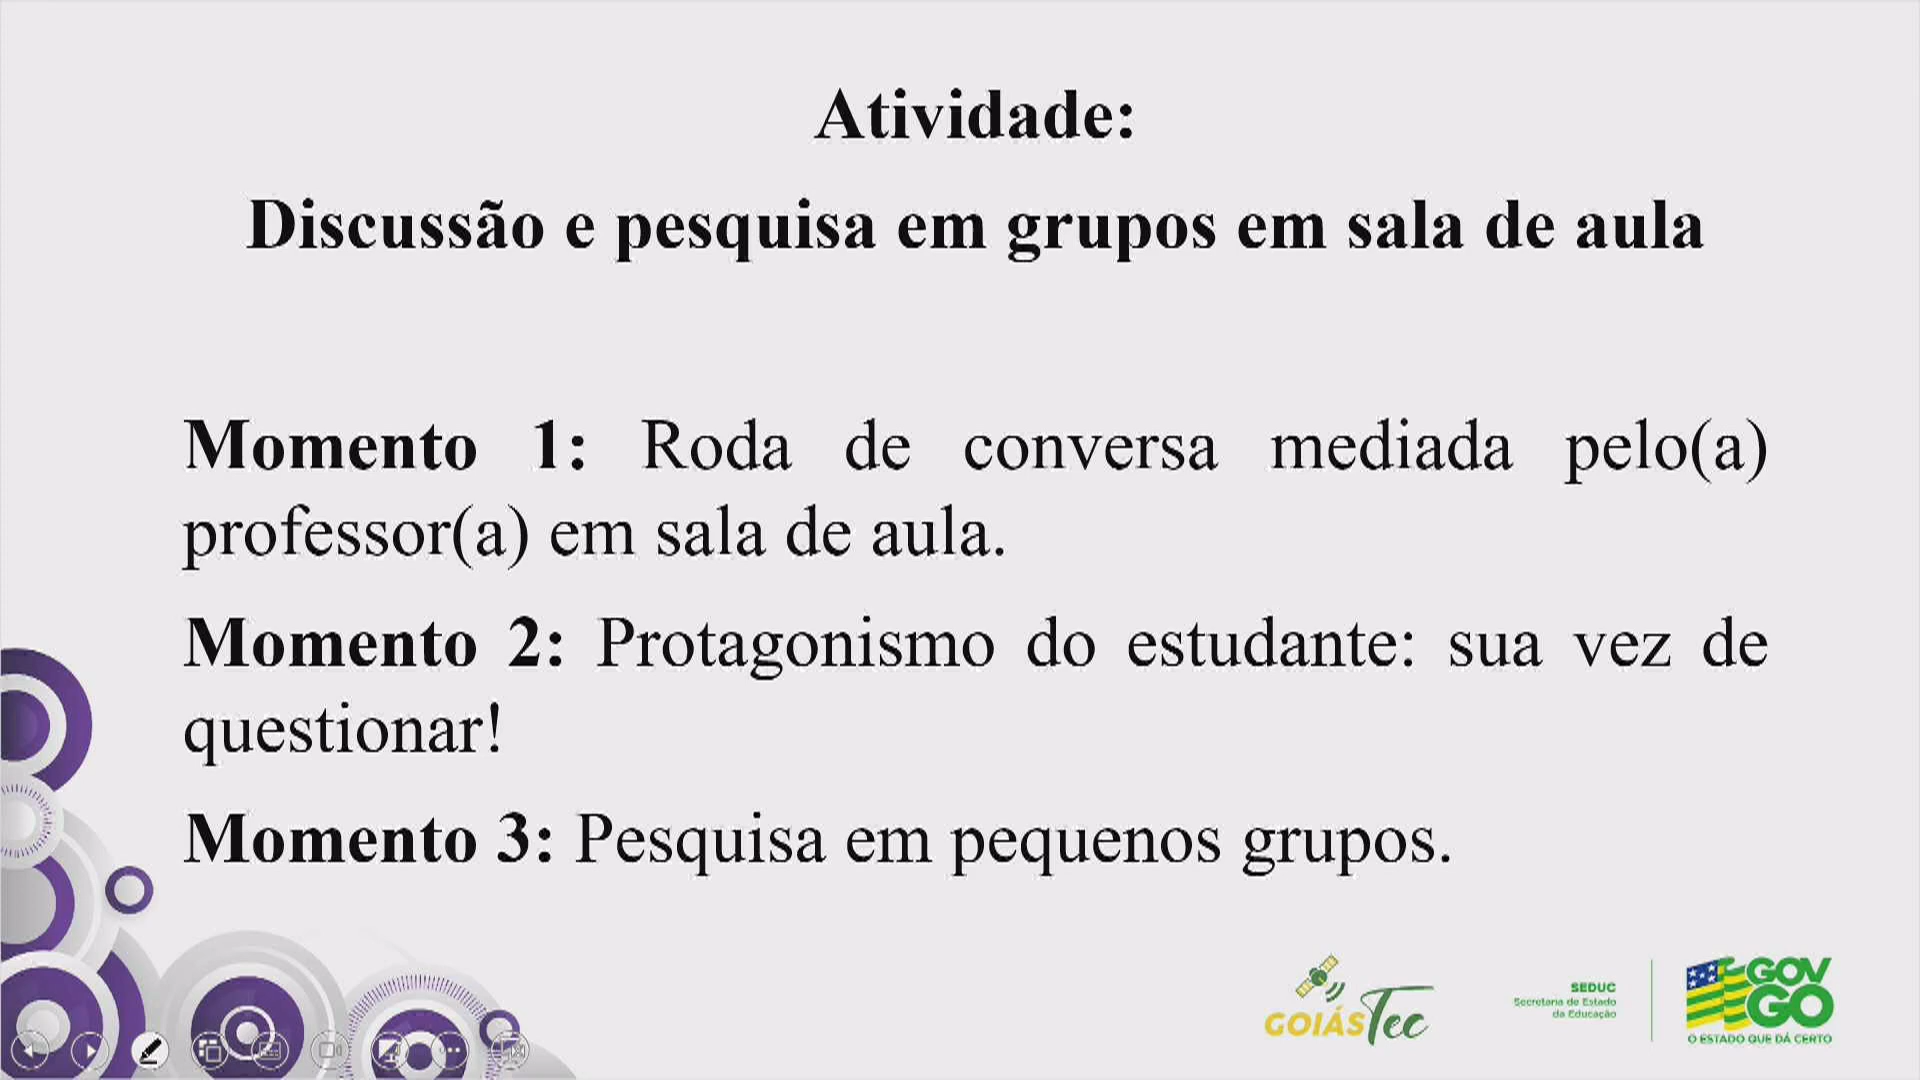 Atividade:
Discussão e pesquisa em grupos em sala de aula
Momento 1: Roda de conversa mediada pelo(a)
professor(a) em sala de aula.
Momento 2: Protagonismo do estudante: sua vez de
questionar!
Momento 3: Pesquisa em pequenos grupos.
GOIÁS Tec
SEDUC
Secretaria de Estado
da Educação
GOV
GO
O ESTADO QUE DÁ CERTO